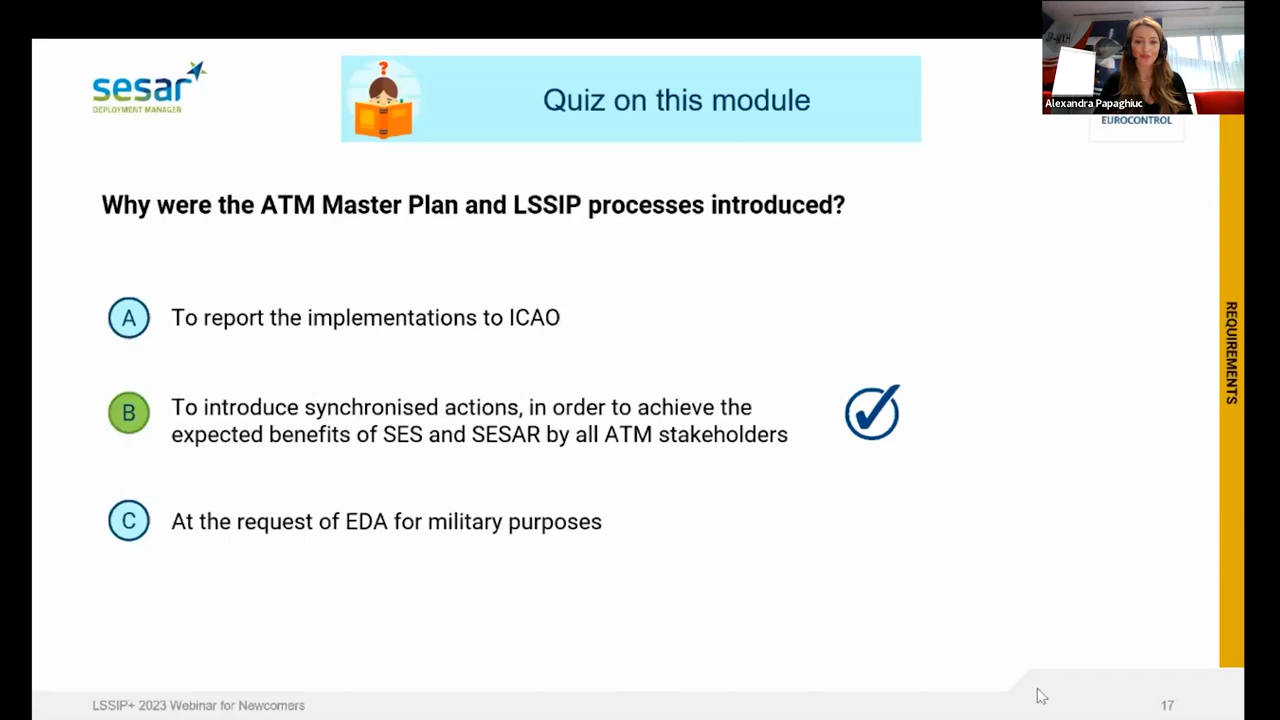 sesar
DEPLOYMENT MANAGER
?
Quiz on this module
SP-MXH
Alexandra Papaghiuc
EUROCONTROL
Why were the ATM Master Plan and LSSIP processes introduced?
A To report the implementations to ICAO
B To introduce synchronised actions, in order to achieve the
expected benefits of SES and SESAR by all ATM stakeholders
C At the request of EDA for military purposes
REQUIREMENTS
LSSIP+ 2023 Webinar for Newcomers
17